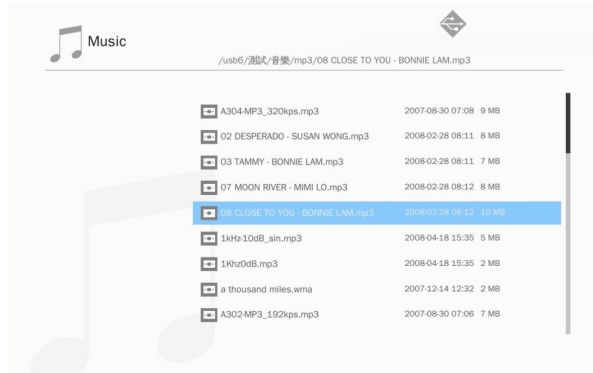 Music
/usb6/測試/音樂/mp3/08 CLOSE TO YOU - BONNIE LAM.mp3
A304-MP3_320kps.mp3 2007-08-30 07:08 9 MB
02 DESPERADO - SUSAN WONG.mp3 2008-02-28 08:11 8 MB
03 TAMMY - BONNIE LAM.mp3 2008-02-28 08:11 7 MB
07 MOON RIVER - MIMI LO.mp3 2008-02-28 08:12 8 MB
08 CLOSE TO YOU - BONNIE LAM.mp3 2008-02-28 08:12 10 MB
1kHz-10dB_sin.mp3 2008-04-18 15:35 5 MB
1Khz0dB.mp3 2008-04-18 15:35 2 MB
a thousand miles.wma 2007-12-14 12:32 2 MB
A302-MP3_192kps.mp3 2007-08-30 07:06 7 MB